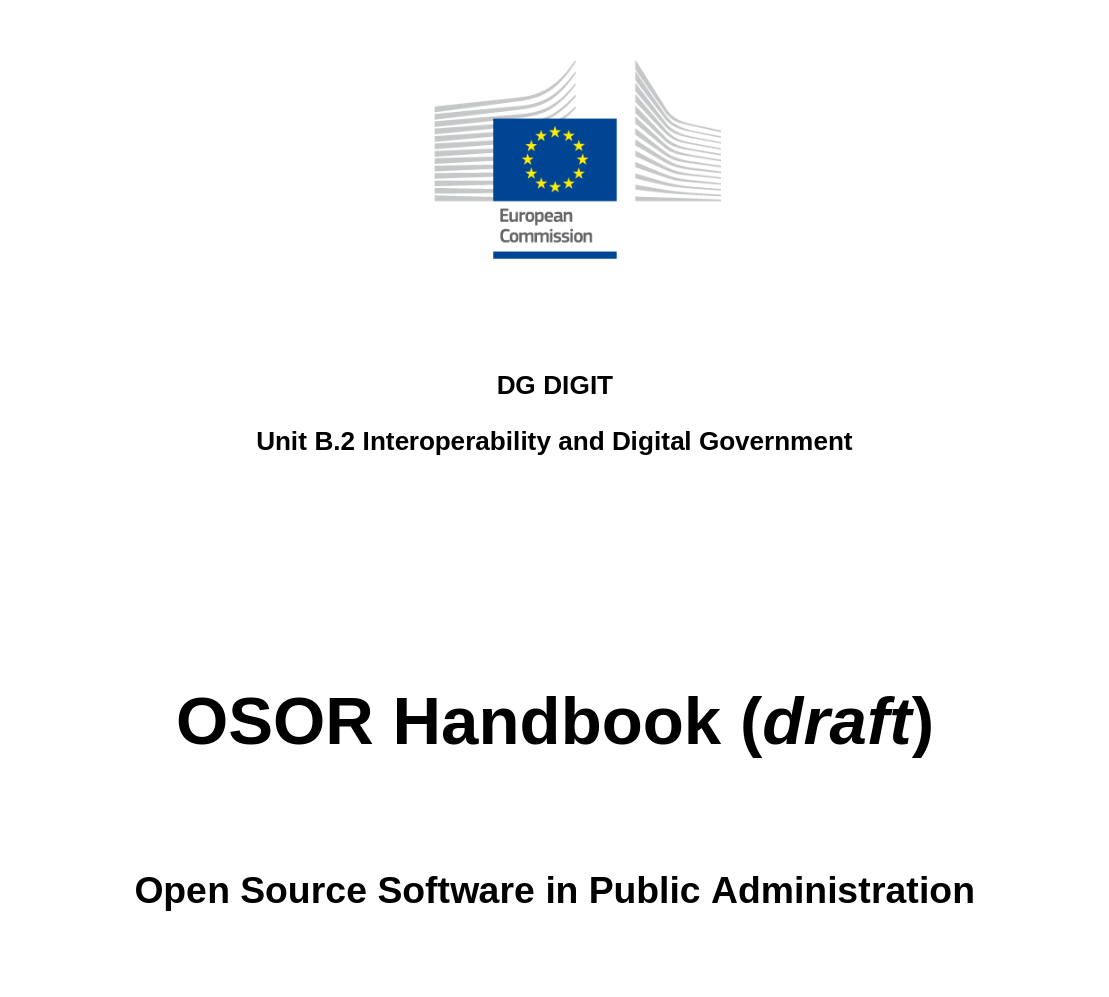 European
Commission
DG DIGIT
Unit B.2 Interoperability and Digital Government
OSOR Handbook (draft)
Open Source Software in Public Administration